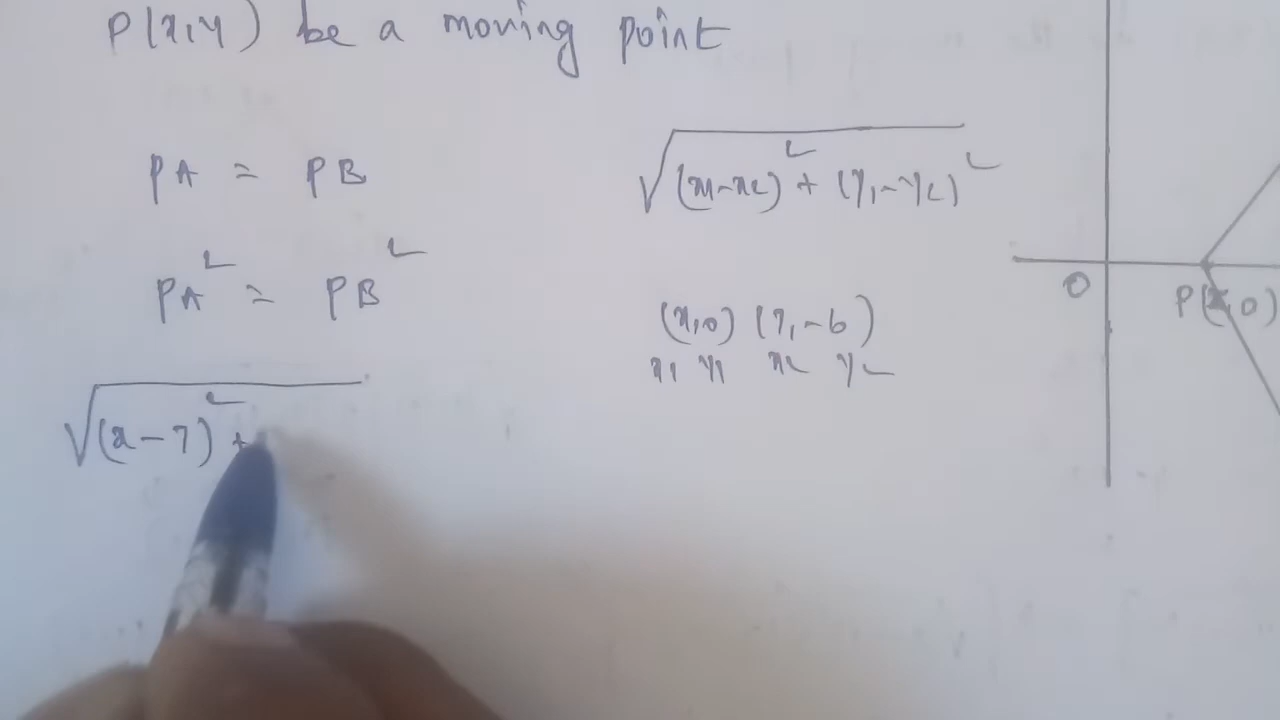 P(x,y) be a moving point
PA = PB
√(x1-x2)² + (y1-y2)²
PA² = PB²
(x,0) (7,-6)
x1 y1 x2 y2
√(x-7)² +
O
P(x,0)